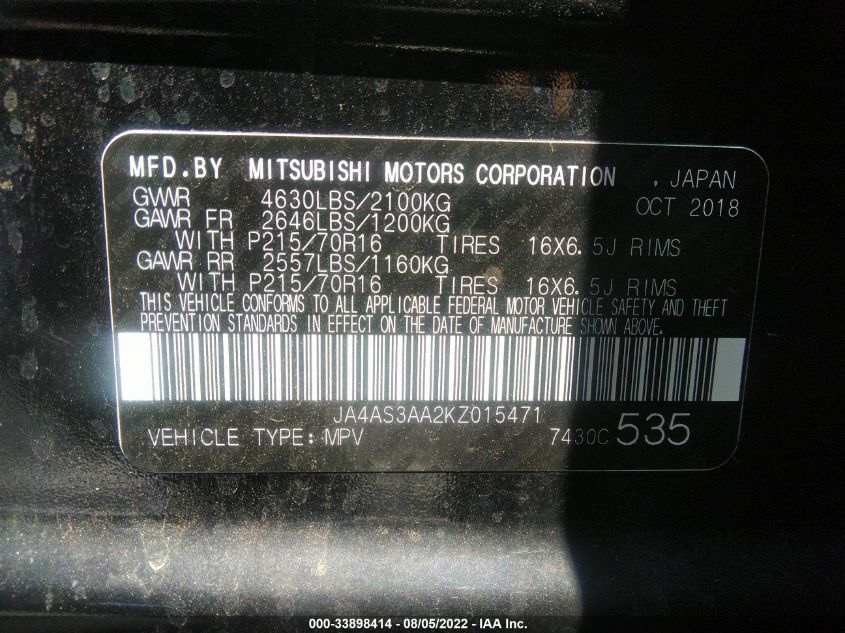 MFD.BY MITSUBISHI MOTORS CORPORATION , JAPAN
GVWR 4630LBS/2100KG OCT 2018
GAWR FR 2646LBS/1200KG
WITH P215/70R16 TIRES 16X6.5J RIMS
GAWR RR 2557LBS/1160KG
WITH P215/70R16 TIRES 16X6.5J RIMS
THIS VEHICLE CONFORMS TO ALL APPLICABLE FEDERAL MOTOR VEHICLE SAFETY AND THEFT
PREVENTION STANDARDS IN EFFECT ON THE DATE OF MANUFACTURE SHOWN ABOVE.
JA4AS3AA2KZ015471
VEHICLE TYPE: MPV 7430C 535
000-33898414 - 08/05/2022 - IAA Inc.